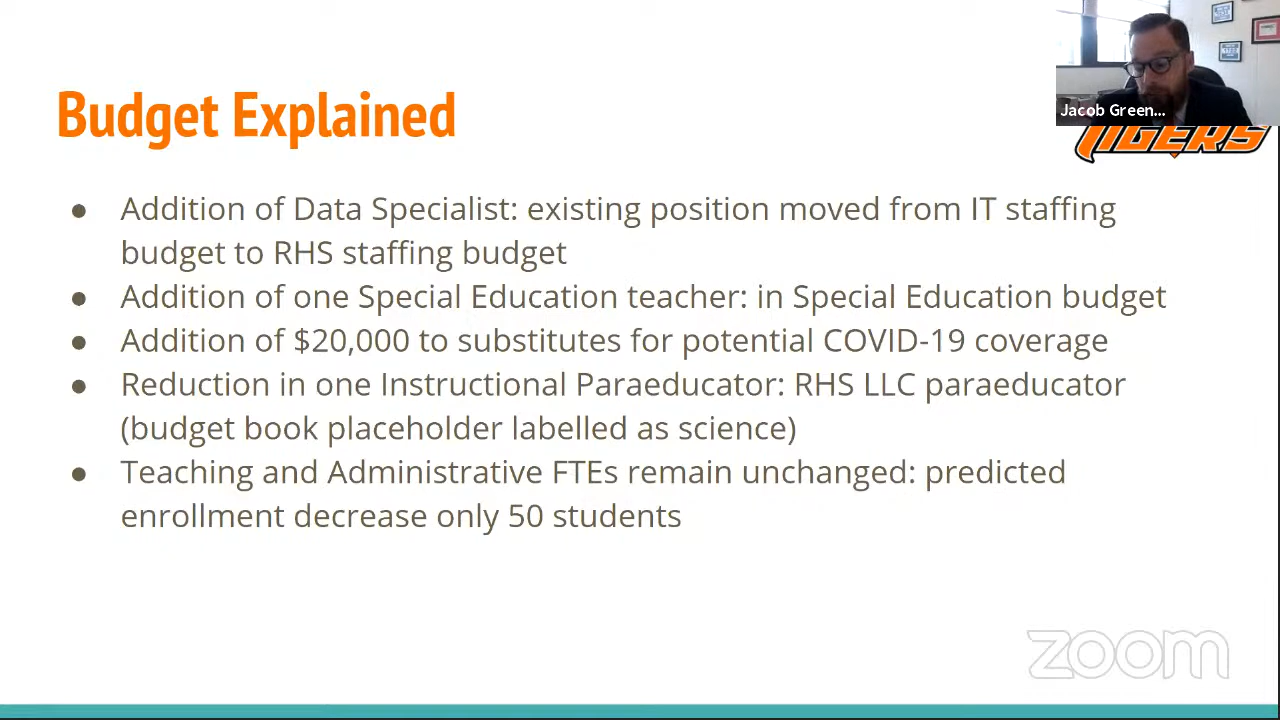 Jacob Green...
TIGERS
Budget Explained
● Addition of Data Specialist: existing position moved from IT staffing
budget to RHS staffing budget
● Addition of one Special Education teacher: in Special Education budget
● Addition of $20,000 to substitutes for potential COVID-19 coverage
● Reduction in one Instructional Paraeducator: RHS LLC paraeducator
(budget book placeholder labelled as science)
● Teaching and Administrative FTEs remain unchanged: predicted
enrollment decrease only 50 students
zoom